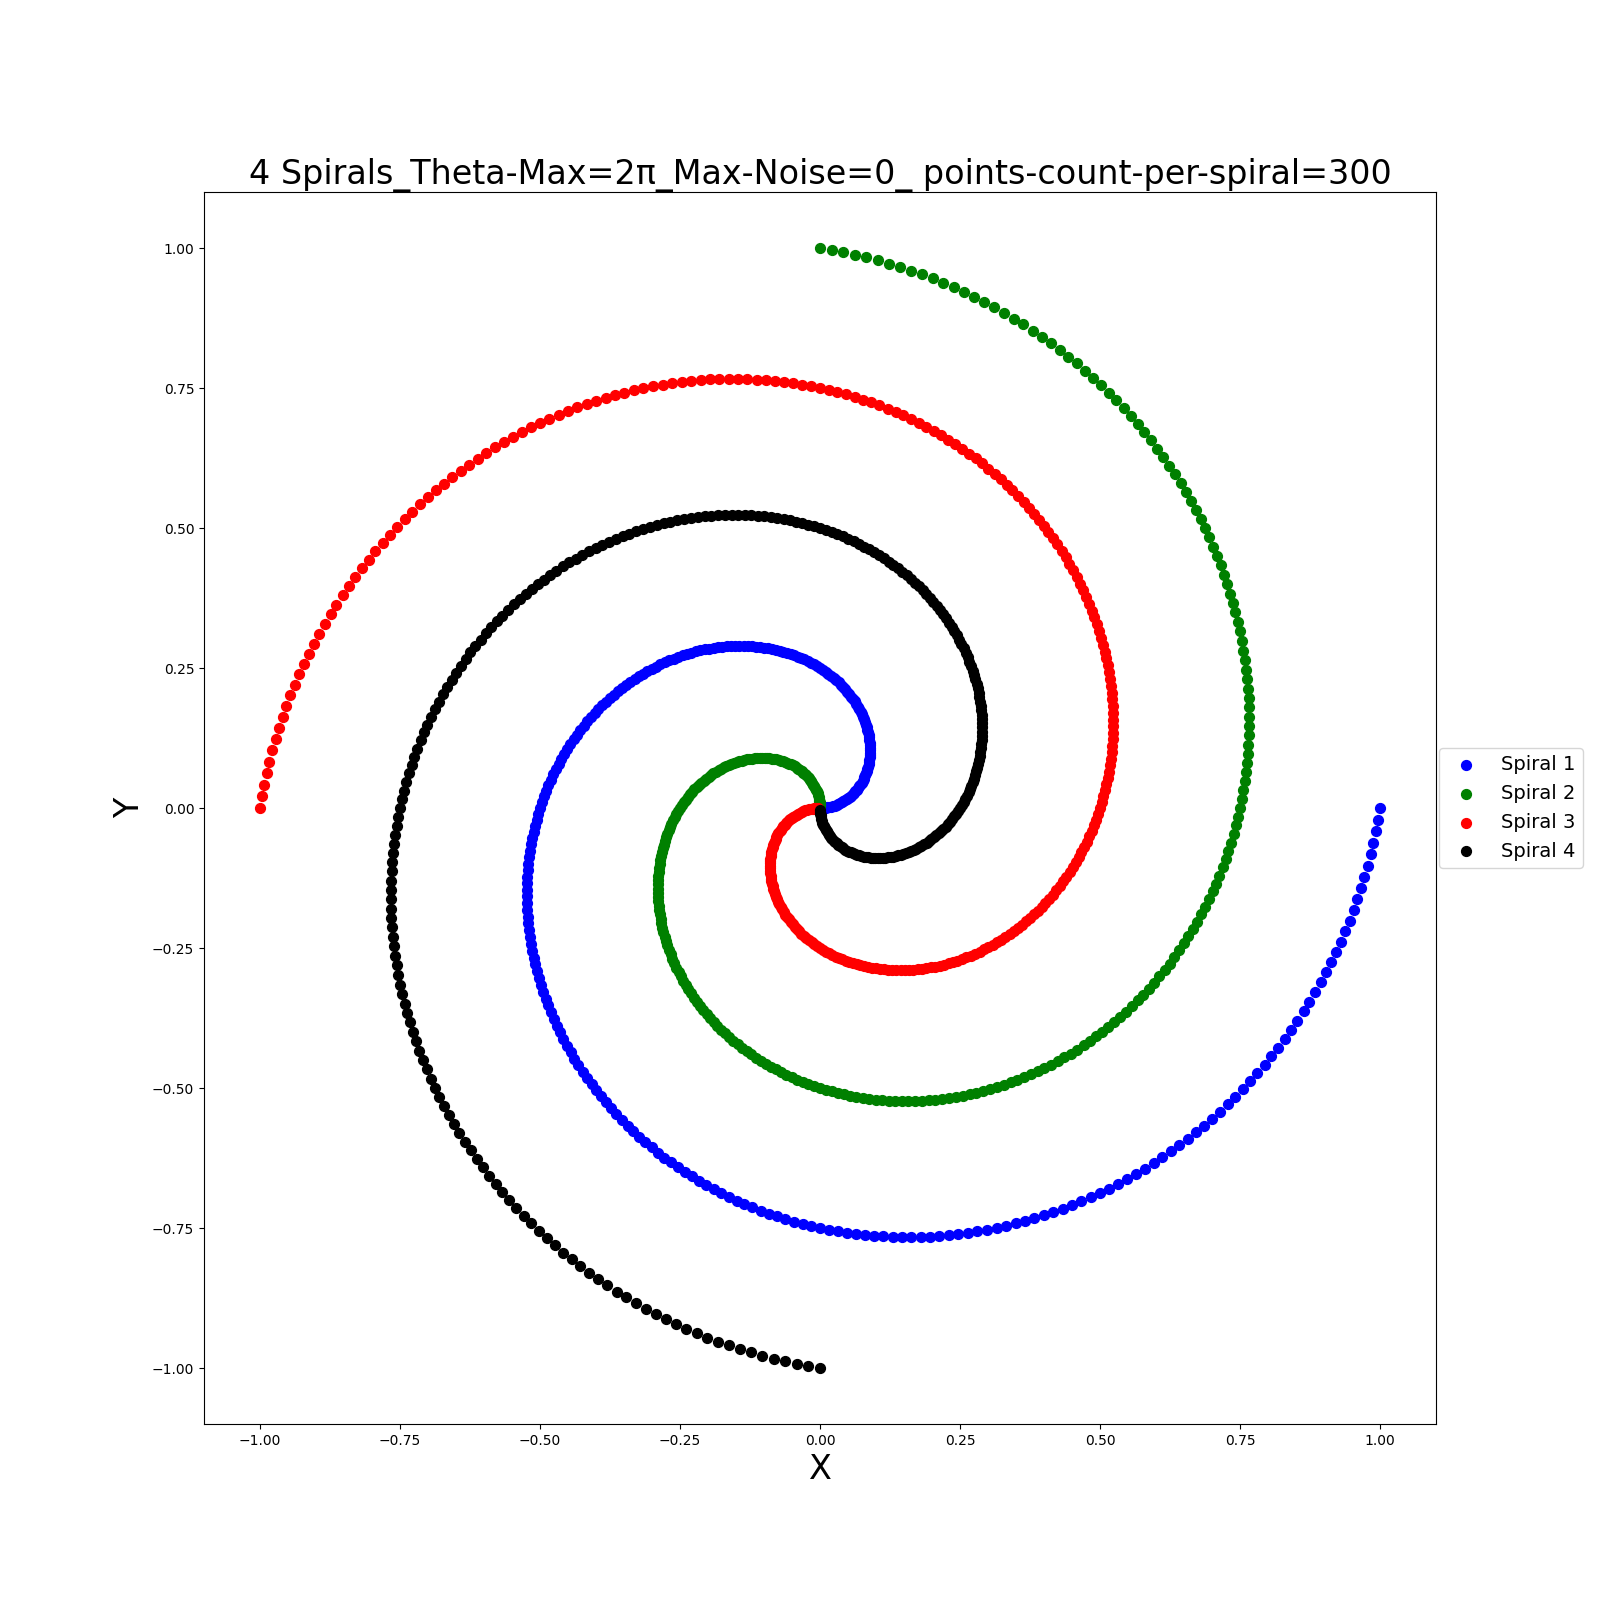 4 Spirals_Theta-Max=2π_Max-Noise=0_ points-count-per-spiral=300
1.00
0.75
0.50
0.25
0.00
−0.25
−0.50
−0.75
−1.00
Y
Spiral 1
Spiral 2
Spiral 3
Spiral 4
−1.00 −0.75 −0.50 −0.25 0.00 0.25 0.50 0.75 1.00
X